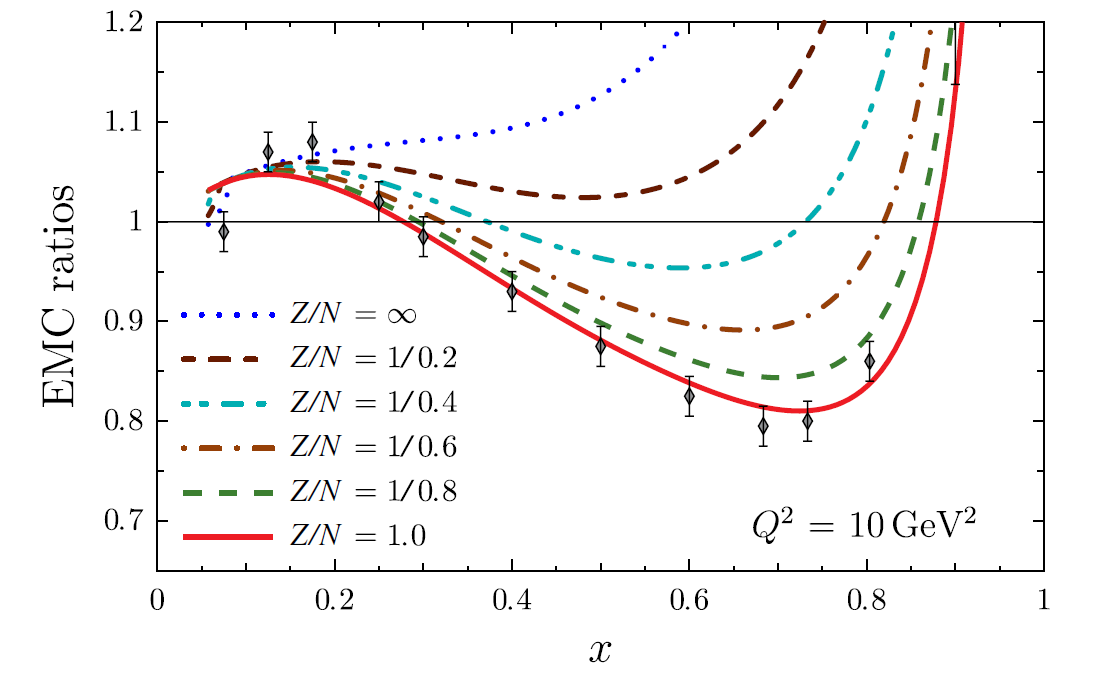 1.2
1.1
1
0.9
0.8
0.7
EMC ratios
Z/N = ∞
Z/N = 1/0.2
Z/N = 1/0.4
Z/N = 1/0.6
Z/N = 1/0.8
Z/N = 1.0
Q² = 10 GeV²
0 0.2 0.4 0.6 0.8 1
x